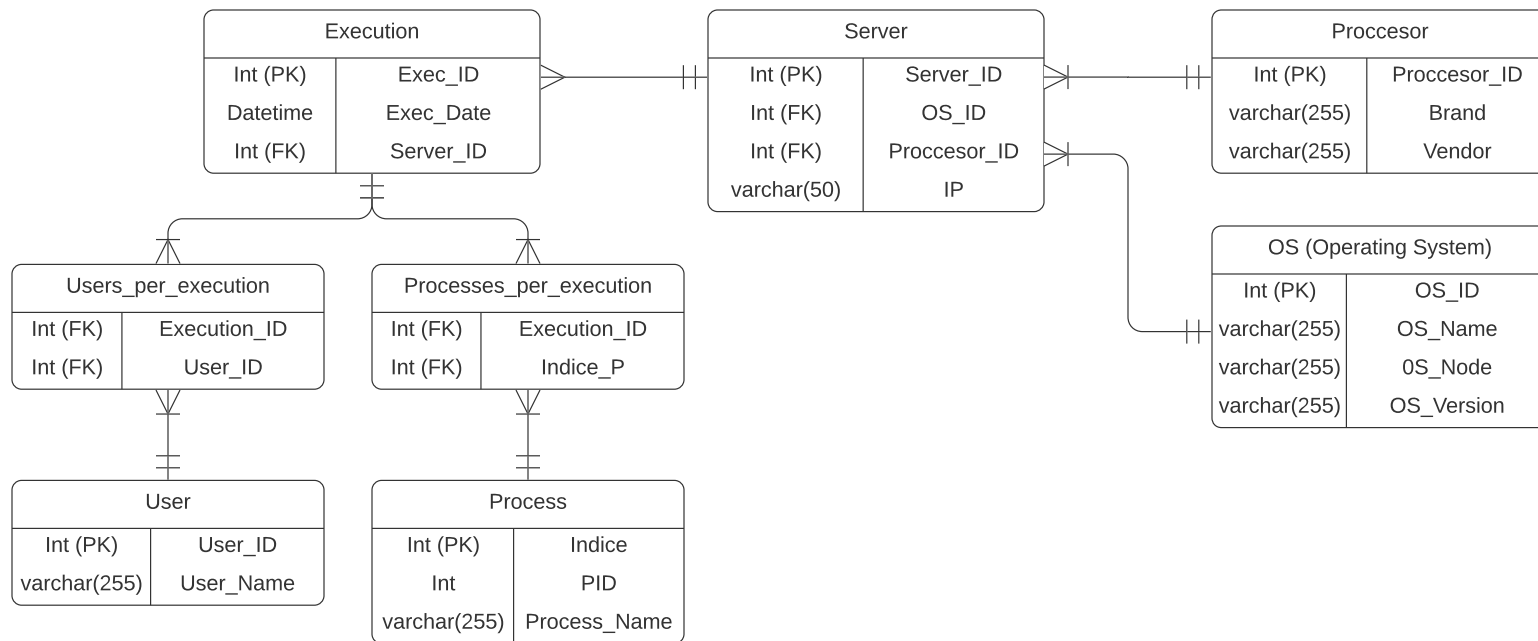 Execution
Int (PK) Exec_ID
Datetime Exec_Date
Int (FK) Server_ID
Server
Int (PK) Server_ID
Int (FK) OS_ID
Int (FK) Proccesor_ID
varchar(50) IP
Proccesor
Int (PK) Proccesor_ID
varchar(255) Brand
varchar(255) Vendor
OS (Operating System)
Int (PK) OS_ID
varchar(255) OS_Name
varchar(255) 0S_Node
varchar(255) OS_Version
Users_per_execution
Int (FK) Execution_ID
Int (FK) User_ID
Processes_per_execution
Int (FK) Execution_ID
Int (FK) Indice_P
User
Int (PK) User_ID
varchar(255) User_Name
Process
Int (PK) Indice
Int PID
varchar(255) Process_Name